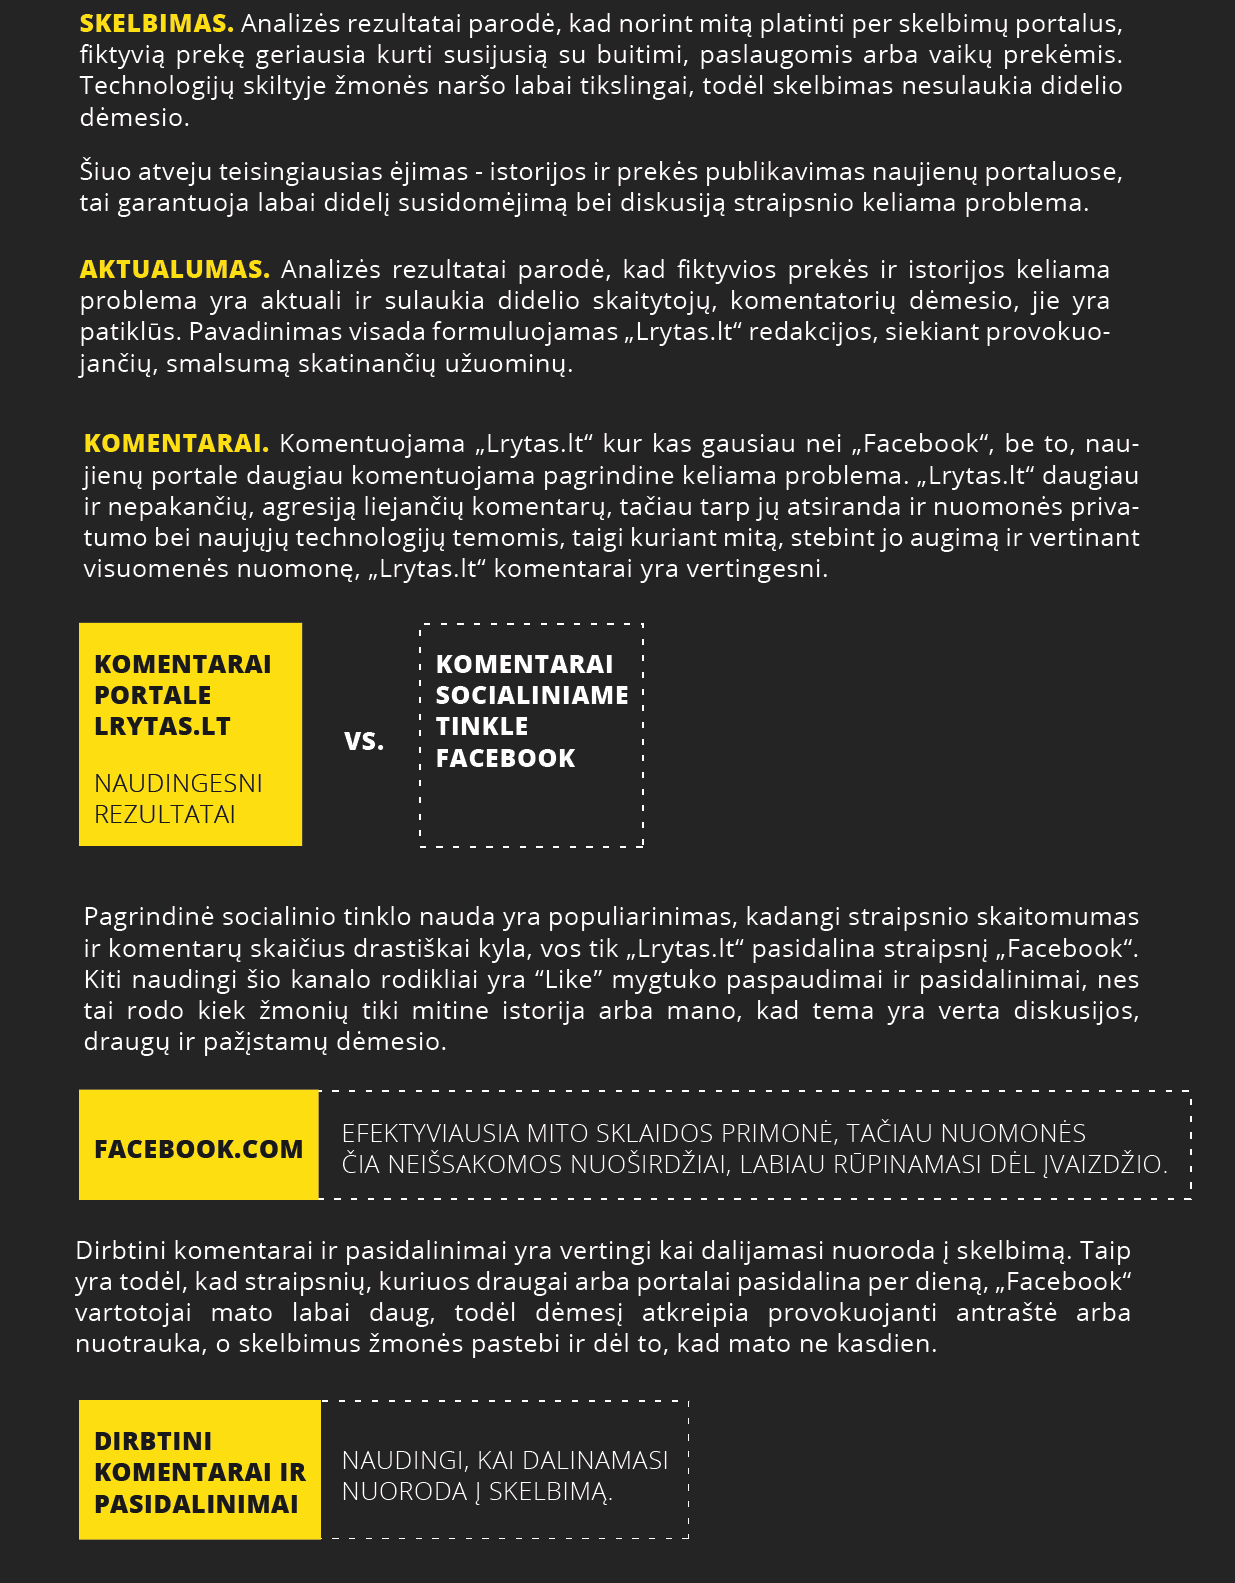 SKELBIMAS. Analizės rezultatai parodė, kad norint mitą platinti per skelbimų portalus,
fiktyvią prekę geriausia kurti susijusią su buitimi, paslaugomis arba vaikų prekėmis.
Technologijų skiltyje žmonės naršo labai tikslingai, todėl skelbimas nesulaukia didelio
dėmesio.
Šiuo atveju teisingiausias ėjimas - istorijos ir prekės publikavimas naujienų portaluose,
tai garantuoja labai didelį susidomėjimą bei diskusiją straipsnio keliama problema.
AKTUALUMAS. Analizės rezultatai parodė, kad fiktyvios prekės ir istorijos keliama
problema yra aktuali ir sulaukia didelio skaitytojų, komentatorių dėmesio, jie yra
patiklūs. Pavadinimas visada formuluojamas „Lrytas.lt“ redakcijos, siekiant provokuo-
jančių, smalsumą skatinančių užuominų.
KOMENTARAI. Komentuojama „Lrytas.lt“ kur kas gausiau nei „Facebook“, be to, nau-
jienų portale daugiau komentuojama pagrindine keliama problema. „Lrytas.lt“ daugiau
ir nepakančių, agresiją liejančių komentarų, tačiau tarp jų atsiranda ir nuomonės priva-
tumo bei naujųjų technologijų temomis, taigi kuriant mitą, stebint jo augimą ir vertinant
visuomenės nuomonę, „Lrytas.lt“ komentarai yra vertingesni.
KOMENTARAI
PORTALE
LRYTAS.LT
NAUDINGESNI
REZULTATAI
VS.
KOMENTARAI
SOCIALINIAME
TINKLE
FACEBOOK
Pagrindinė socialinio tinklo nauda yra populiarinimas, kadangi straipsnio skaitomumas
ir komentarų skaičius drastiškai kyla, vos tik „Lrytas.lt“ pasidalina straipsnį „Facebook“.
Kiti naudingi šio kanalo rodikliai yra “Like” mygtuko paspaudimai ir pasidalinimai, nes
tai rodo kiek žmonių tiki mitine istorija arba mano, kad tema yra verta diskusijos,
draugų ir pažįstamų dėmesio.
FACEBOOK.COM
EFEKTYVIAUSIA MITO SKLAIDOS PRIMONĖ, TAČIAU NUOMONĖS
ČIA NEIŠSAKOMOS NUOŠIRDŽIAI, LABIAU RŪPINAMASI DĖL ĮVAIZDŽIO.
Dirbtini komentarai ir pasidalinimai yra vertingi kai dalijamasi nuoroda į skelbimą. Taip
yra todėl, kad straipsnių, kuriuos draugai arba portalai pasidalina per dieną, „Facebook“
vartotojai mato labai daug, todėl dėmesį atkreipia provokuojanti antraštė arba
nuotrauka, o skelbimus žmonės pastebi ir dėl to, kad mato ne kasdien.
DIRBTINI
KOMENTARAI IR
PASIDALINIMAI
NAUDINGI, KAI DALINAMASI
NUORODA Į SKELBIMĄ.